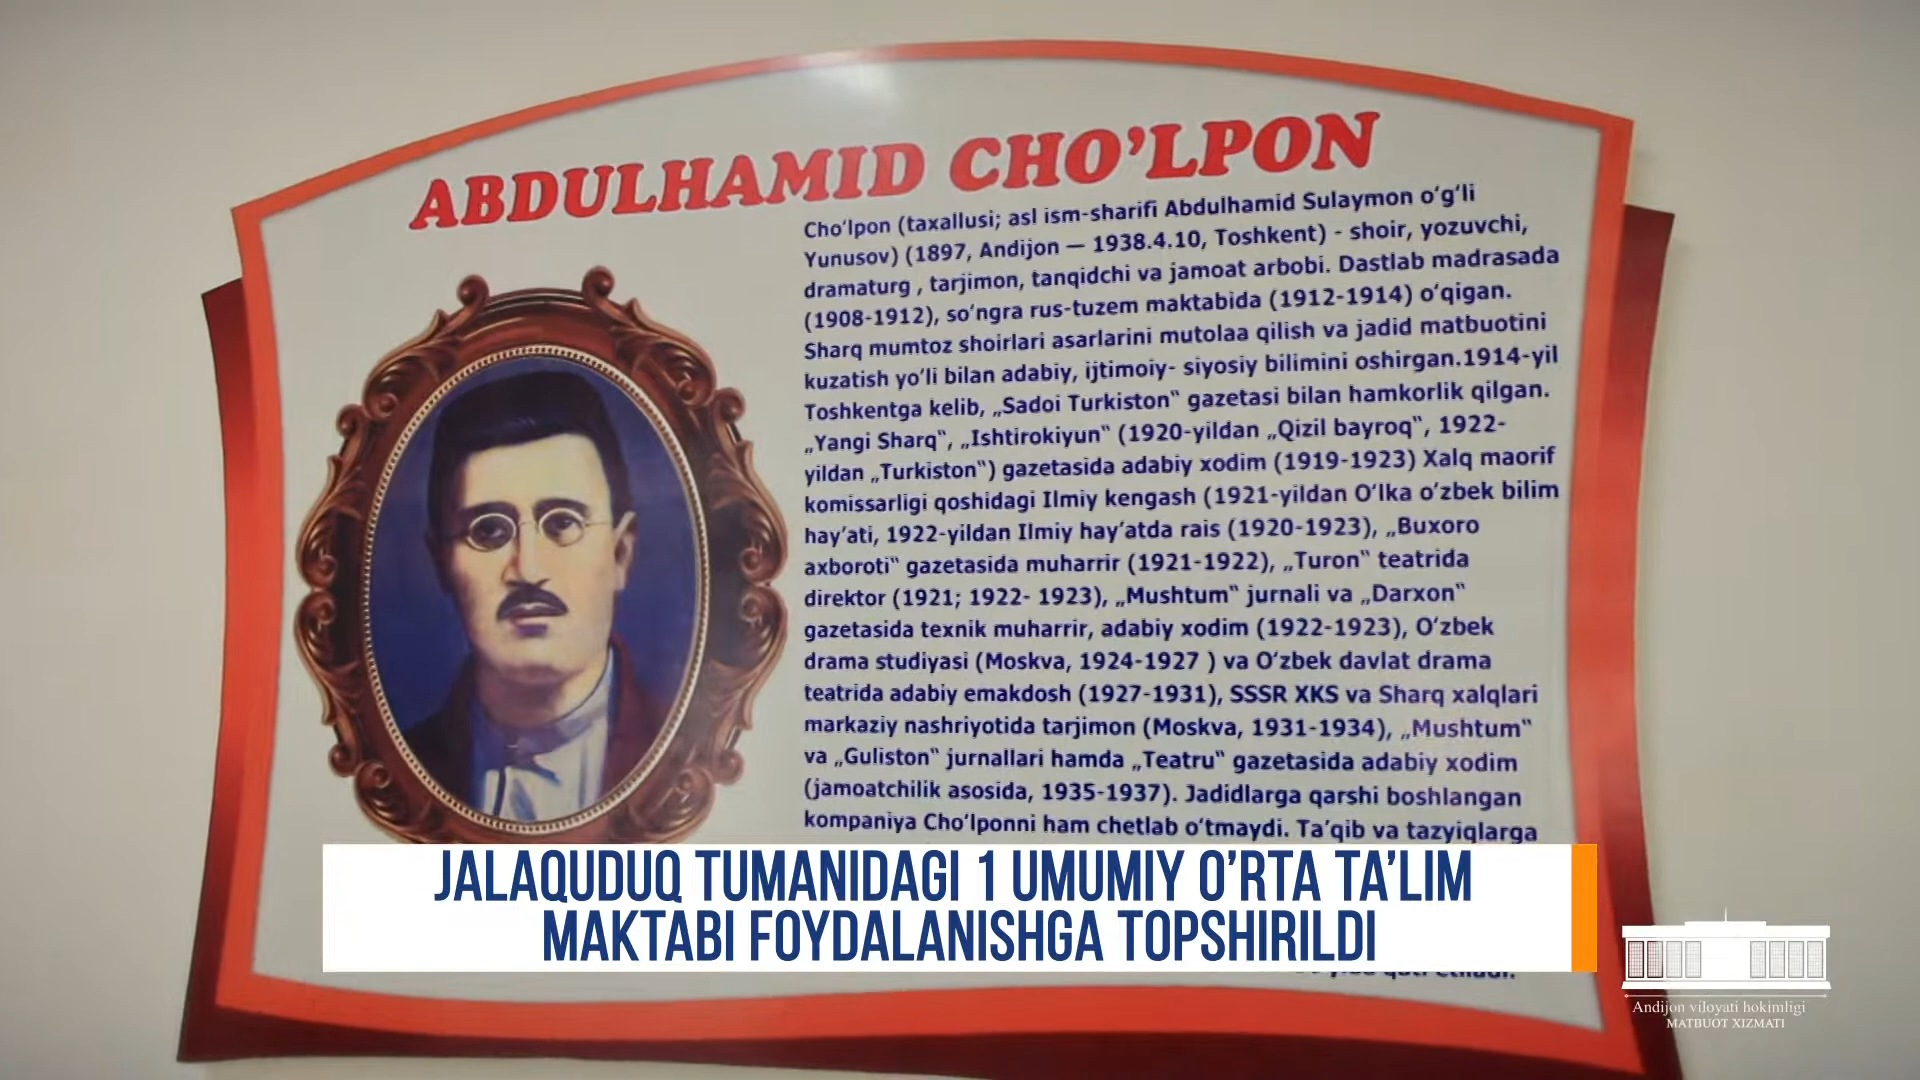 ABDULHAMID CHO’LPON
Cho‘lpon (taxallusi; asl ism-sharifi Abdulhamid Sulaymon o‘g‘li
Yunusov) (1897, Andijon — 1938.4.10, Toshkent) - shoir, yozuvchi,
dramaturg , tarjimon, tanqidchi va jamoat arbobi. Dastlab madrasada
(1908-1912), so‘ngra rus-tuzem maktabida (1912-1914) o‘qigan.
Sharq mumtoz shoirlari asarlarini mutolaa qilish va jadid matbuotini
kuzatish yo‘li bilan adabiy, ijtimoiy- siyosiy bilimini oshirgan.1914-yil
Toshkentga kelib, „Sadoi Turkiston‟ gazetasi bilan hamkorlik qilgan.
„Yangi Sharq‟, „Ishtirokiyun‟ (1920-yildan „Qizil bayroq‟, 1922-
yildan „Turkiston‟) gazetasida adabiy xodim (1919-1923) Xalq maorif
komissarligi qoshidagi Ilmiy kengash (1921-yildan O‘lka o‘zbek bilim
hay’ati, 1922-yildan Ilmiy hay’atda rais (1920-1923), „Buxoro
axboroti‟ gazetasida muharrir (1921-1922), „Turon‟ teatrida
direktor (1921; 1922- 1923), „Mushtum‟ jurnali va „Darxon‟
gazetasida texnik muharrir, adabiy xodim (1922-1923), O‘zbek
drama studiyasi (Moskva, 1924-1927 ) va O‘zbek davlat drama
teatrida adabiy emakdosh (1927-1931), SSSR XKS va Sharq xalqlari
markaziy nashriyotida tarjimon (Moskva, 1931-1934), „Mushtum‟
va „Guliston‟ jurnallari hamda „Teatru‟ gazetasida adabiy xodim
(jamoatchilik asosida, 1935-1937). Jadidlarga qarshi boshlangan
kompaniya Cho‘lponni ham chetlab o‘tmaydi. Ta’qib va tazyiqlarga
JALAQUDUQ TUMANIDAGI 1 UMUMIY O’RTA TA’LIM
MAKTABI FOYDALANISHGA TOPSHIRILDI
Andijon viloyati hokimligi
MATBUOT XIZMATI